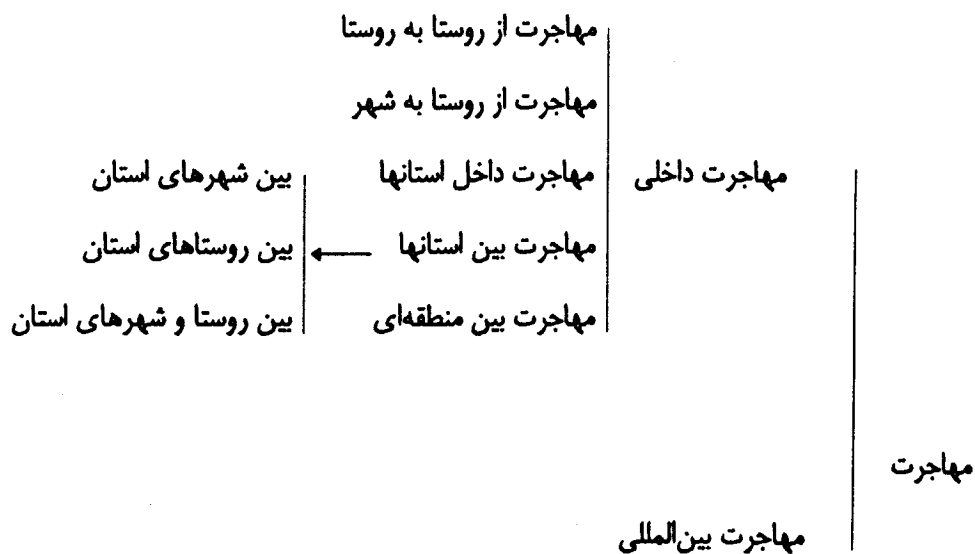 مهاجرت از روستا به روستا
مهاجرت از روستا به شهر
مهاجرت داخلی مهاجرت داخل استانها بین شهرهای استان
مهاجرت بین استانها بین روستاهای استان
مهاجرت بین منطقه‌ای بین روستا و شهرهای استان
مهاجرت
مهاجرت بین‌المللی